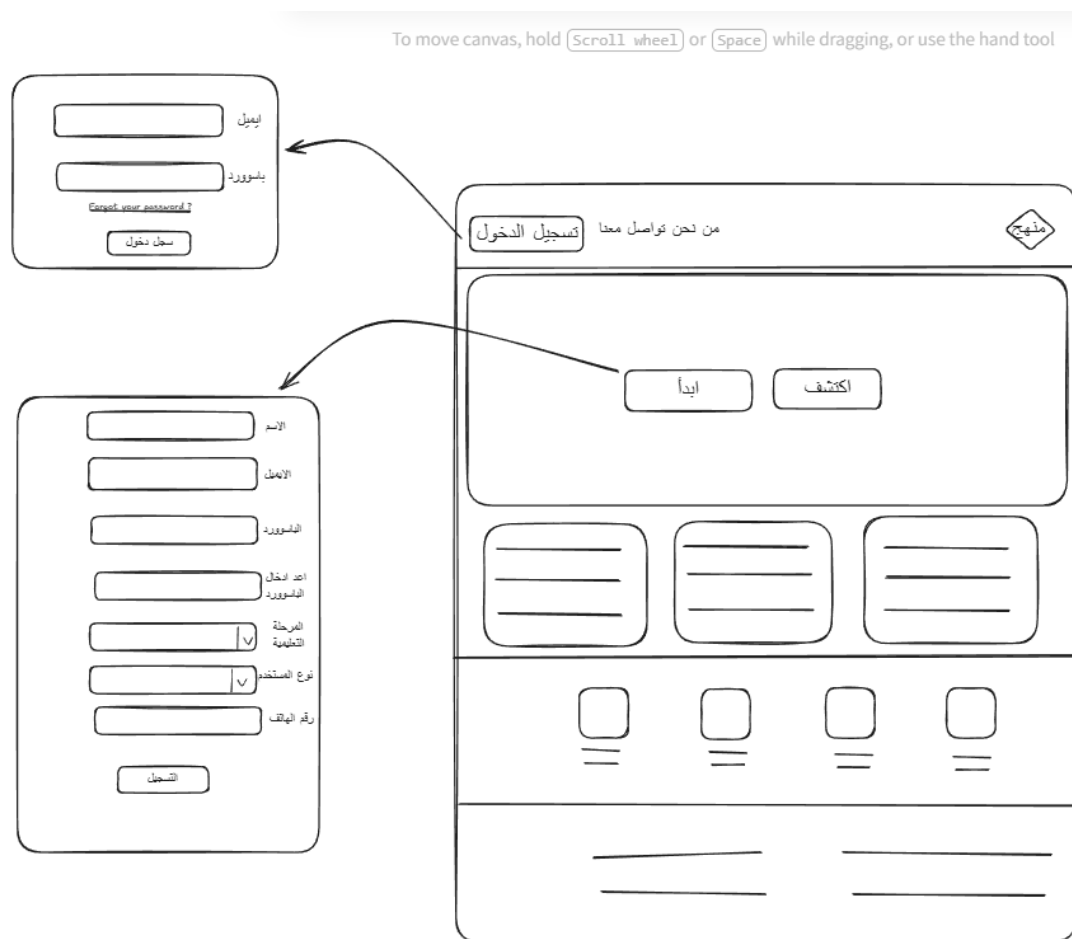 To move canvas, hold Scroll wheel or Space while dragging, or use the hand tool
ايميل
باسوورد
Forgot your password ?
سجل دخول
منهج
من نحن تواصل معنا
تسجيل الدخول
اكتشف
ابدأ
الاسم
الايميل
الباسوورد
اعد ادخال
الباسوورد
المرحلة
التعليمية
نوع المستخدم
رقم الهاتف
التسجيل